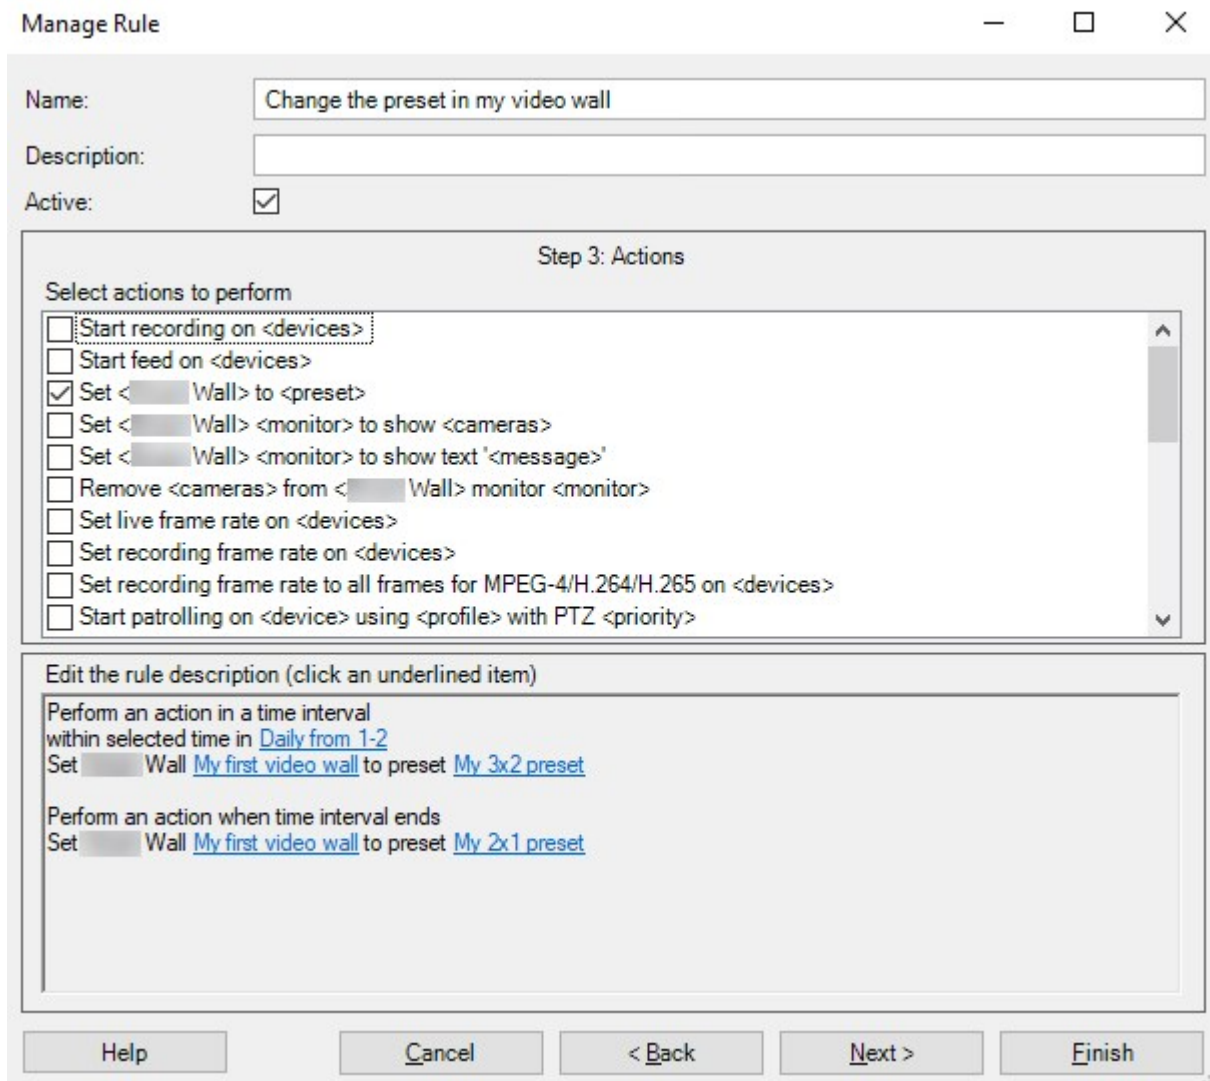 Manage Rule
Name: Change the preset in my video wall
Description:
Active:
Step 3: Actions
Select actions to perform
Start recording on <devices>
Start feed on <devices>
Set < Wall> to <preset>
Set < Wall> <monitor> to show <cameras>
Set < Wall> <monitor> to show text '<message>'
Remove <cameras> from < Wall> monitor <monitor>
Set live frame rate on <devices>
Set recording frame rate on <devices>
Set recording frame rate to all frames for MPEG-4/H.264/H.265 on <devices>
Start patrolling on <device> using <profile> with PTZ <priority>
Edit the rule description (click an underlined item)
Perform an action in a time interval
within selected time in Daily from 1-2
Set Wall My first video wall to preset My 3x2 preset
Perform an action when time interval ends
Set Wall My first video wall to preset My 2x1 preset
Help Cancel < Back Next > Finish